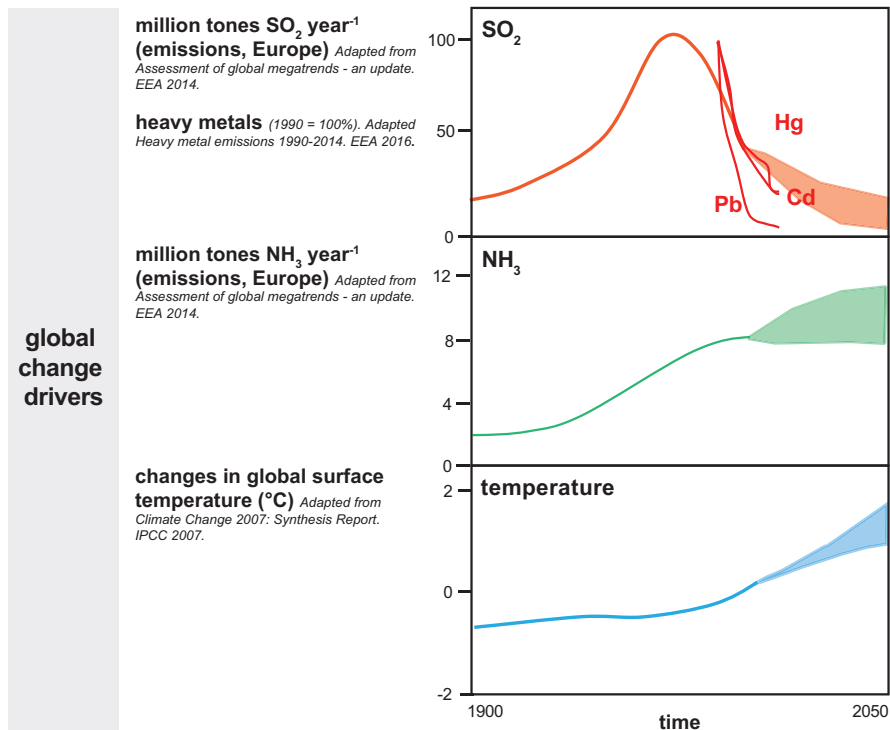 global
change
drivers
million tones SO₂ year⁻¹
(emissions, Europe) Adapted from
Assessment of global megatrends - an update.
EEA 2014.
heavy metals (1990 = 100%). Adapted
Heavy metal emissions 1990-2014. EEA 2016.
SO₂
100
50
0
Hg
Cd
Pb
million tones NH₃ year⁻¹
(emissions, Europe) Adapted from
Assessment of global megatrends - an update.
EEA 2014.
NH₃
12
8
4
0
changes in global surface
temperature (°C) Adapted from
Climate Change 2007: Synthesis Report.
IPCC 2007.
temperature
2
0
-2
1900
time
2050